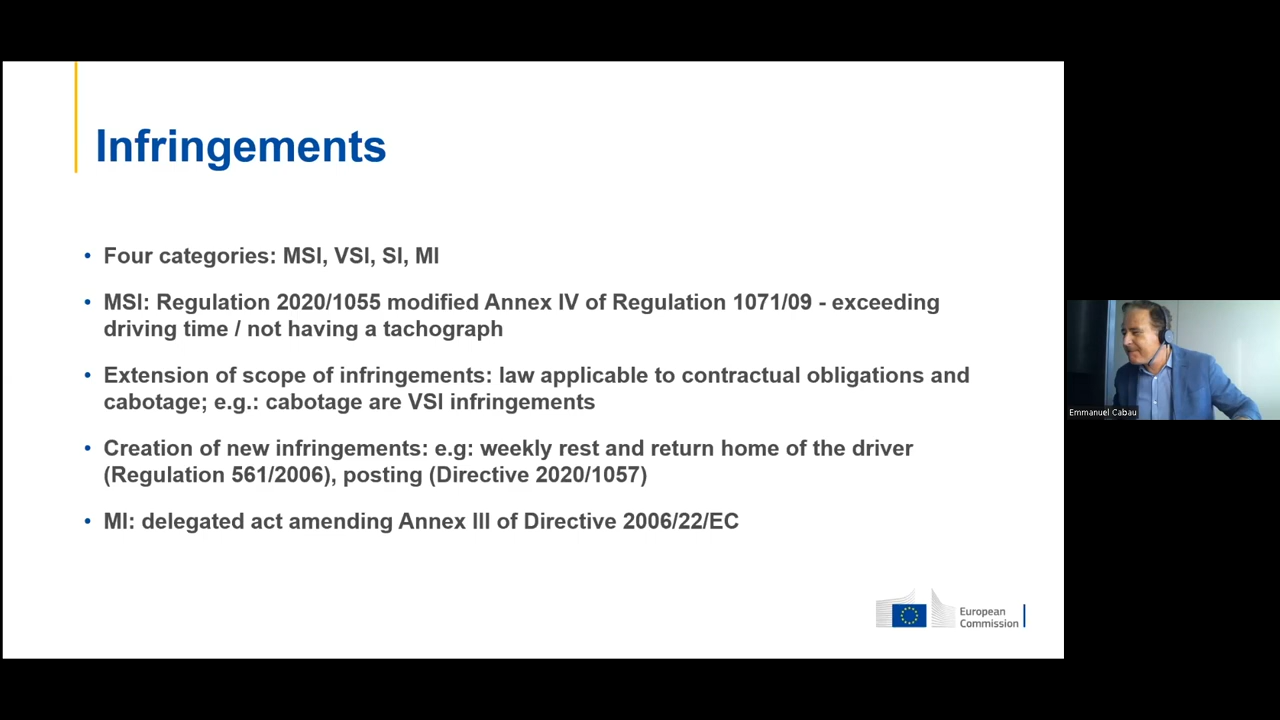 Infringements
• Four categories: MSI, VSI, SI, MI
• MSI: Regulation 2020/1055 modified Annex IV of Regulation 1071/09 - exceeding
driving time / not having a tachograph
• Extension of scope of infringements: law applicable to contractual obligations and
cabotage; e.g.: cabotage are VSI infringements
• Creation of new infringements: e.g: weekly rest and return home of the driver
(Regulation 561/2006), posting (Directive 2020/1057)
• MI: delegated act amending Annex III of Directive 2006/22/EC
European
Commission
Emmanuel Cabau